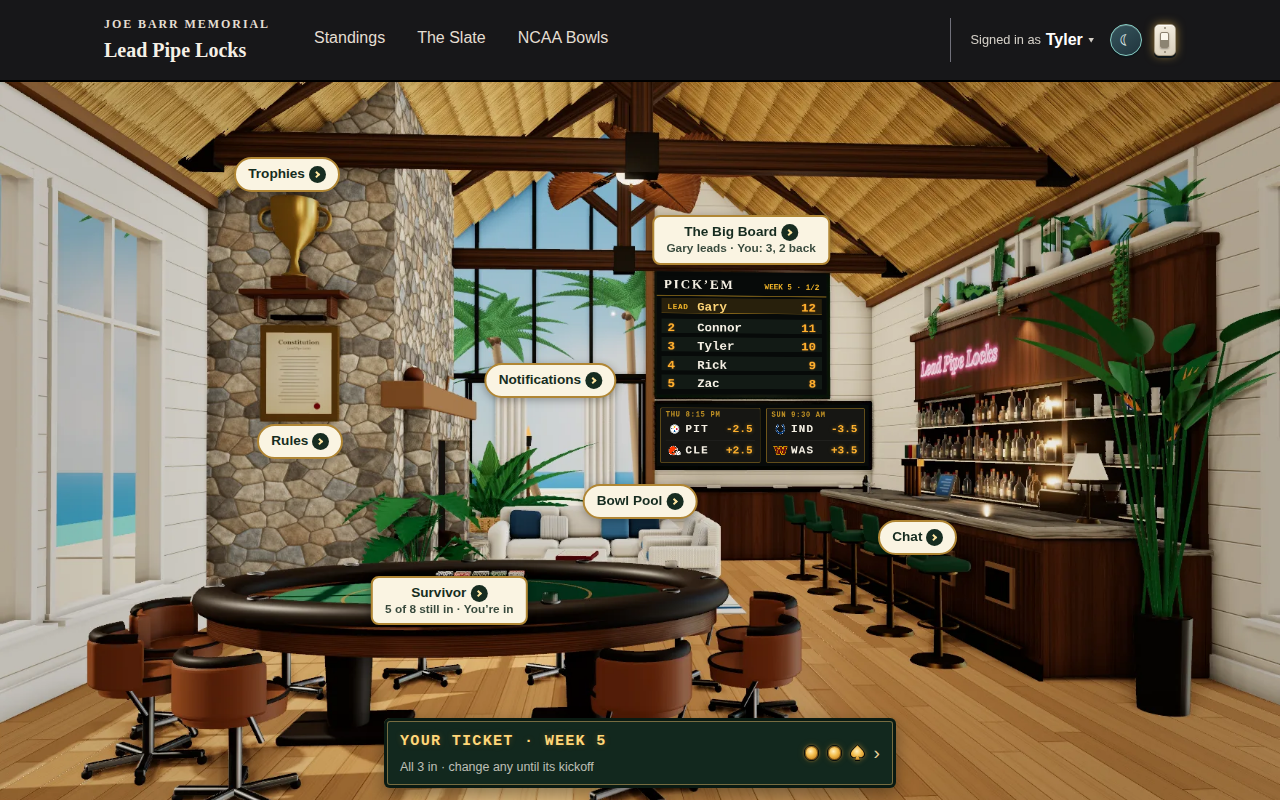 JOE BARR MEMORIAL
Lead Pipe Locks
Standings
The Slate
NCAA Bowls
Signed in as Tyler
Trophies
The Big Board
Gary leads · You: 3, 2 back
PICK'EM
WEEK 5 · 1/2
LEAD Gary 12
2 Connor 11
3 Tyler 10
4 Rick 9
5 Zac 8
Constitution
Lead Pipe Locks
Notifications
THU 8:15 PM
PIT -2.5
CLE +2.5
SUN 9:30 AM
IND -3.5
WAS +3.5
Rules
Bowl Pool
Chat
Survivor
5 of 8 still in · You're in
YOUR TICKET · WEEK 5
All 3 in · change any until its kickoff